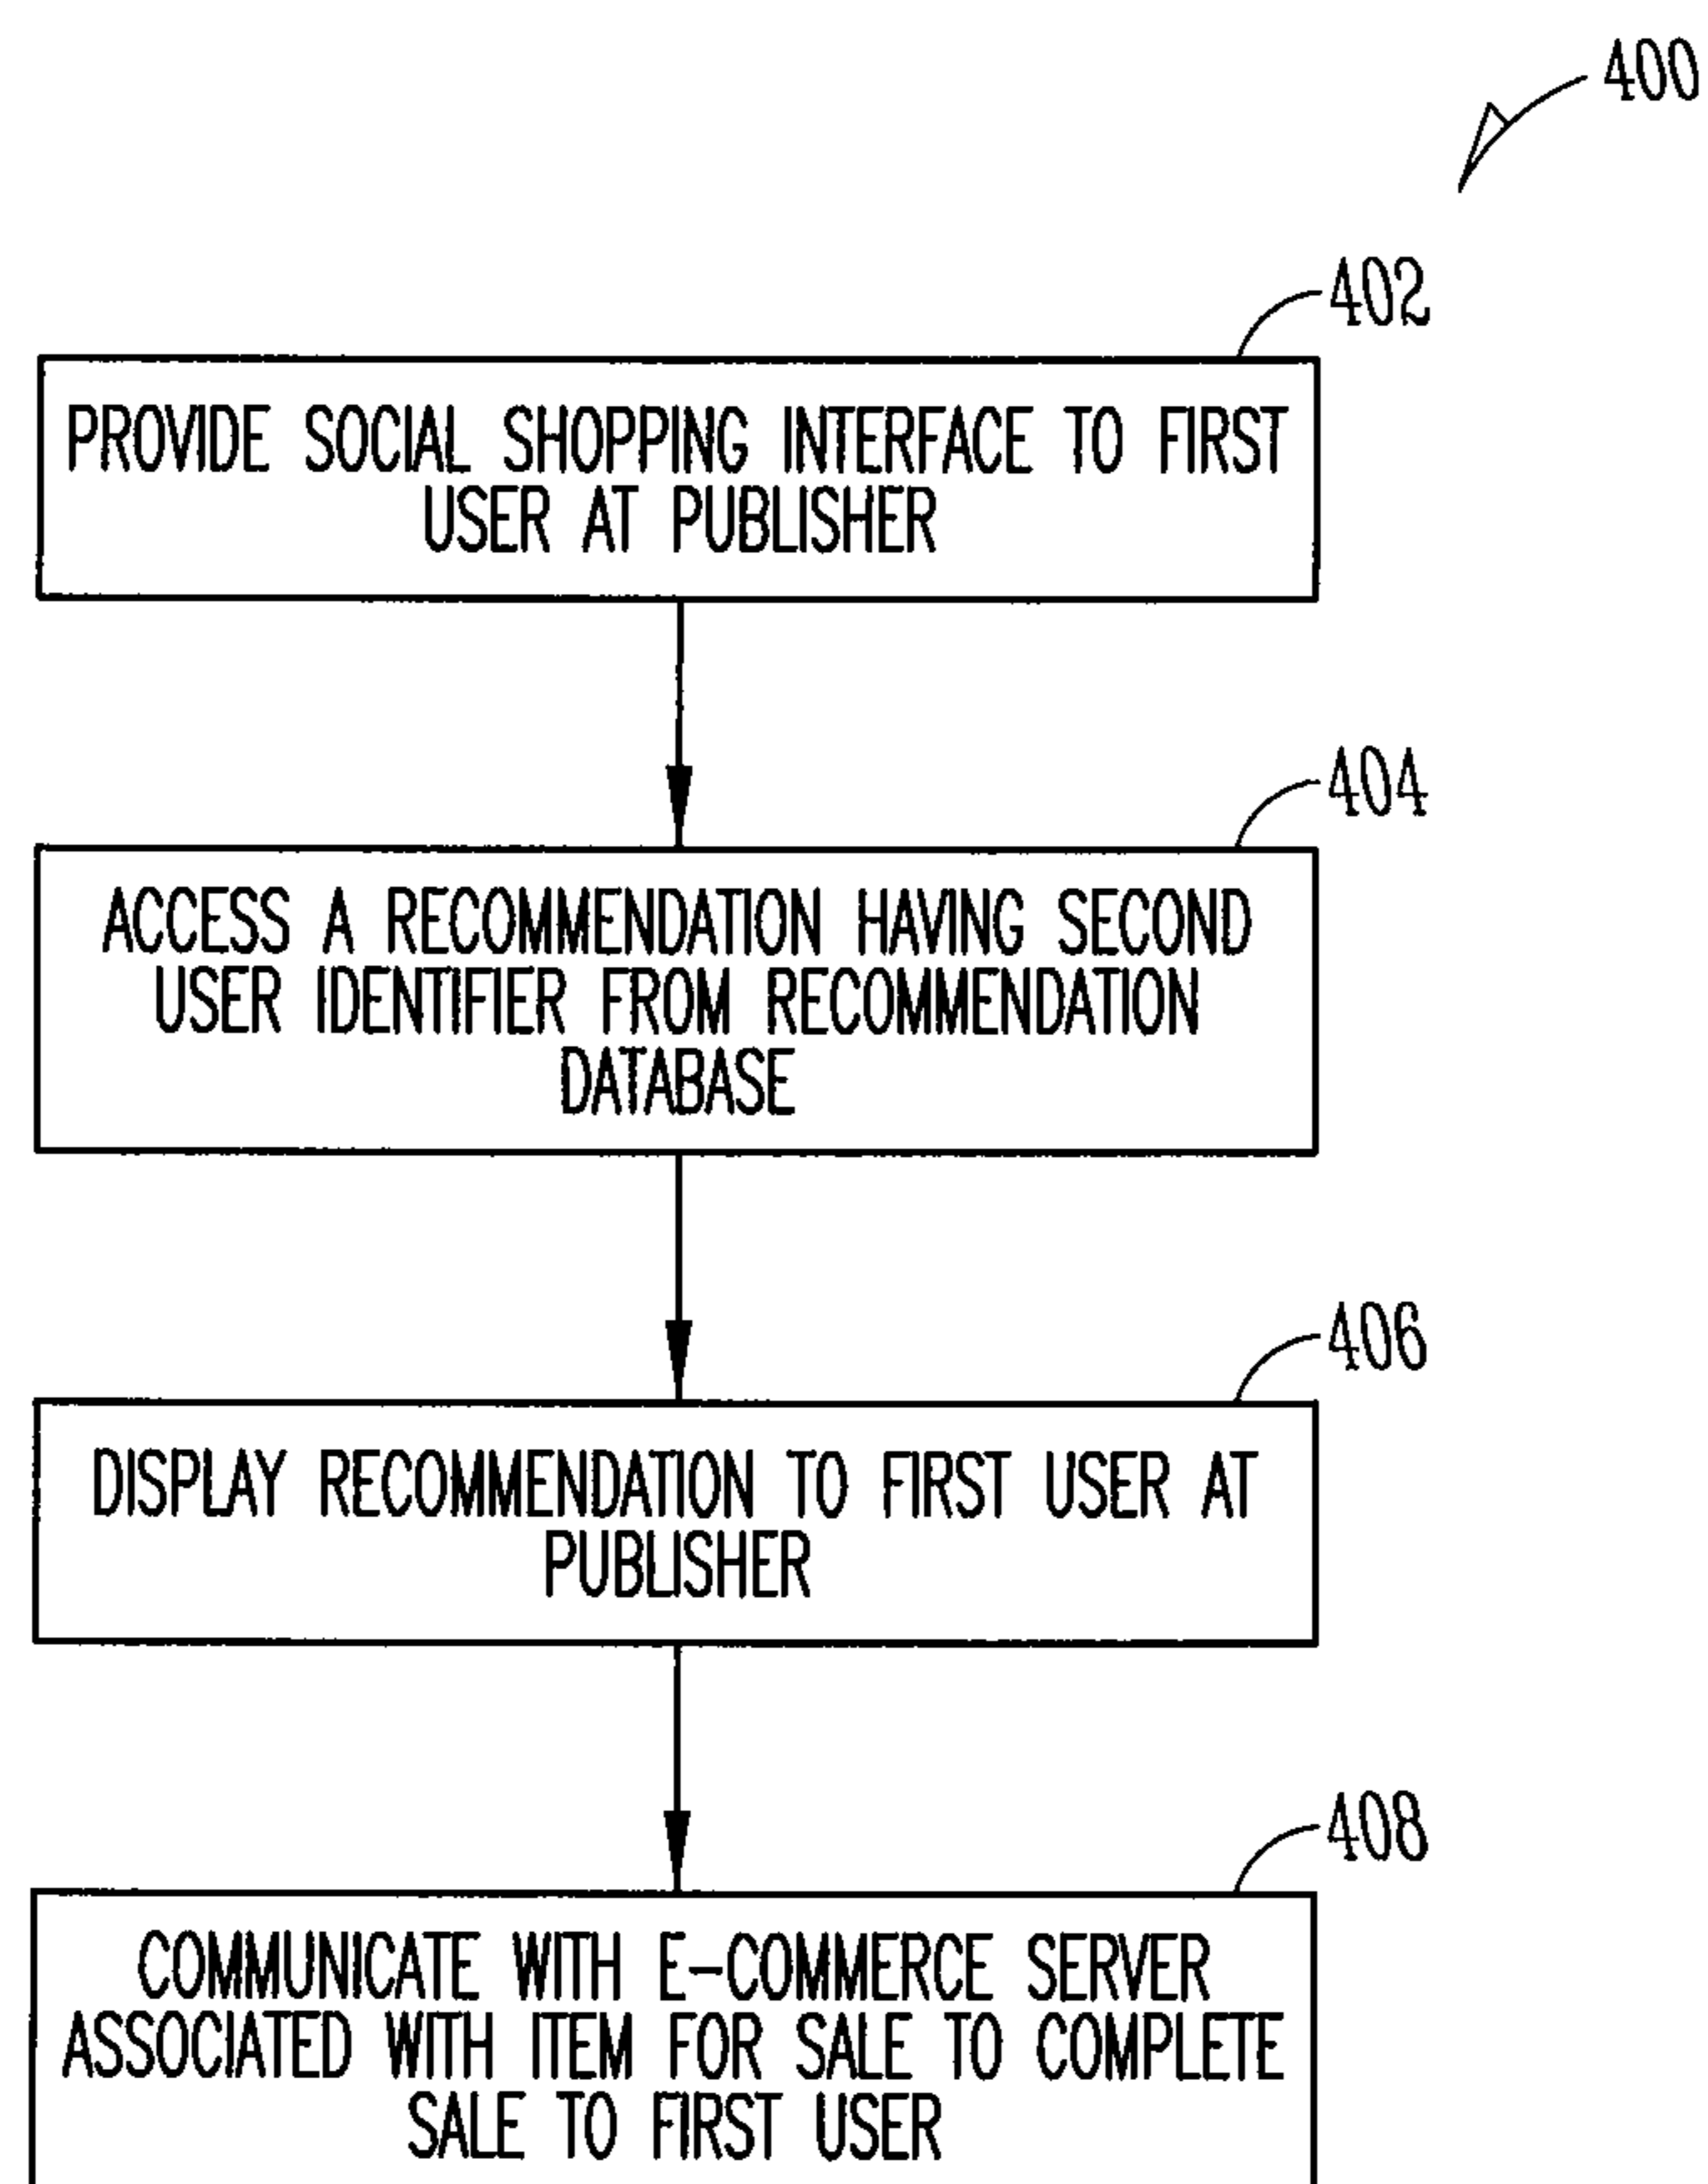 400
402
PROVIDE SOCIAL SHOPPING INTERFACE TO FIRST
USER AT PUBLISHER
404
ACCESS A RECOMMENDATION HAVING SECOND
USER IDENTIFIER FROM RECOMMENDATION
DATABASE
406
DISPLAY RECOMMENDATION TO FIRST USER AT
PUBLISHER
408
COMMUNICATE WITH E-COMMERCE SERVER
ASSOCIATED WITH ITEM FOR SALE TO COMPLETE
SALE TO FIRST USER